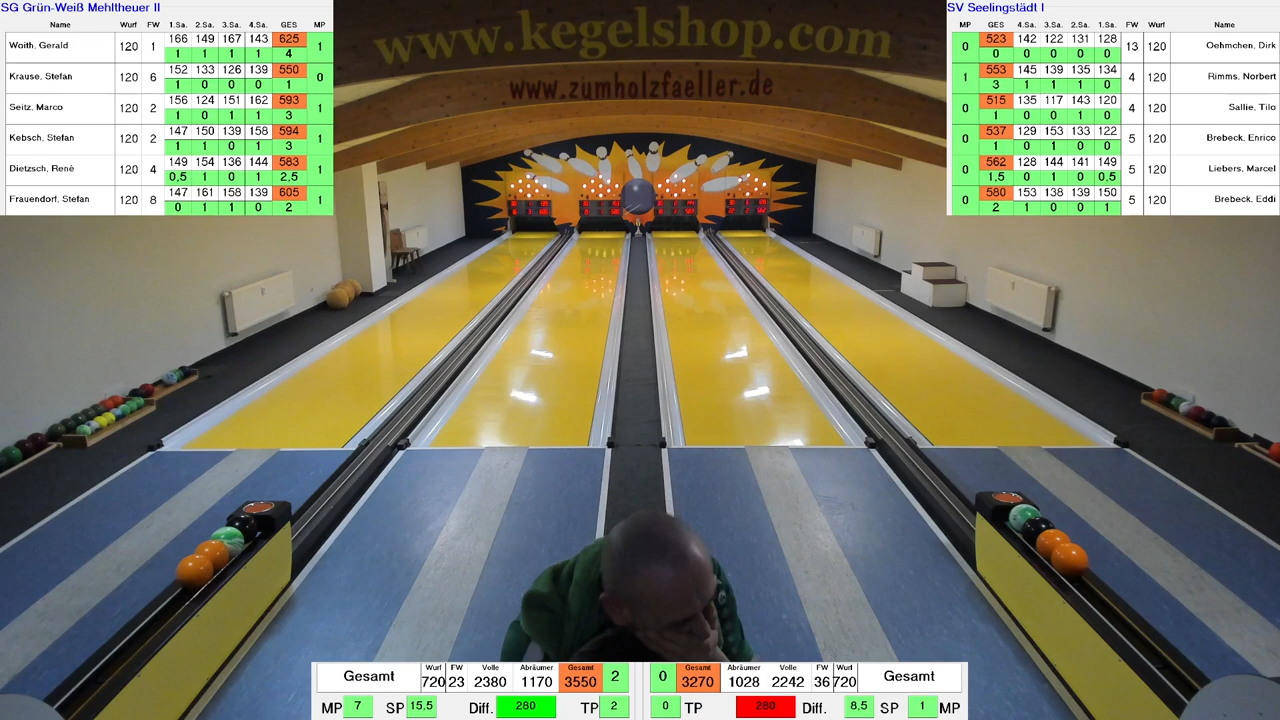 SG Grün-Weiß Mehltheuer II
Name Wurf FW 1.Sa. 2.Sa. 3.Sa. 4.Sa. GES MP
Woith, Gerald 120 1 166 149 167 143 625 1
1 1 1 1 4
Krause, Stefan 120 6 152 133 126 139 550 0
1 0 0 0 1
Seitz, Marco 120 2 156 124 151 162 593 1
1 0 1 1 3
Kebsch, Stefan 120 2 147 150 139 158 594 1
1 1 0 1 3
Dietzsch, Renè 120 4 149 154 136 144 583 1
0,5 1 0 1 2,5
Frauendorf, Stefan 120 8 147 161 158 139 605 1
0 1 1 0 2
www.kegelshop.com
www.zumholzfaeller.de
SV Seelingstädt I
MP GES 4.Sa. 3.Sa. 2.Sa. 1.Sa. FW Wurf Name
0 523 142 122 131 128 13 120 Oehmchen, Dirk
0 0 0 0 0
1 553 145 139 135 134 4 120 Rimms, Norbert
3 1 1 1 0
0 515 135 117 143 120 4 120 Sallie, Tilo
1 0 0 1 0
0 537 129 153 133 122 5 120 Brebeck, Enrico
1 0 1 0 0
0 562 128 144 141 149 5 120 Liebers, Marcel
1,5 0 1 0 0,5
0 580 153 138 139 150 5 120 Brebeck, Eddi
2 1 0 0 1
Gesamt Wurf 720 FW 23 Volle 2380 Abräumer 1170 Gesamt 3550 2
MP 7 SP 15,5 Diff. 280 TP 2
0 Gesamt 3270 Abräumer 1028 Volle 2242 FW 36 Wurf 720 Gesamt
0 TP 280 Diff. 8,5 SP 1 MP